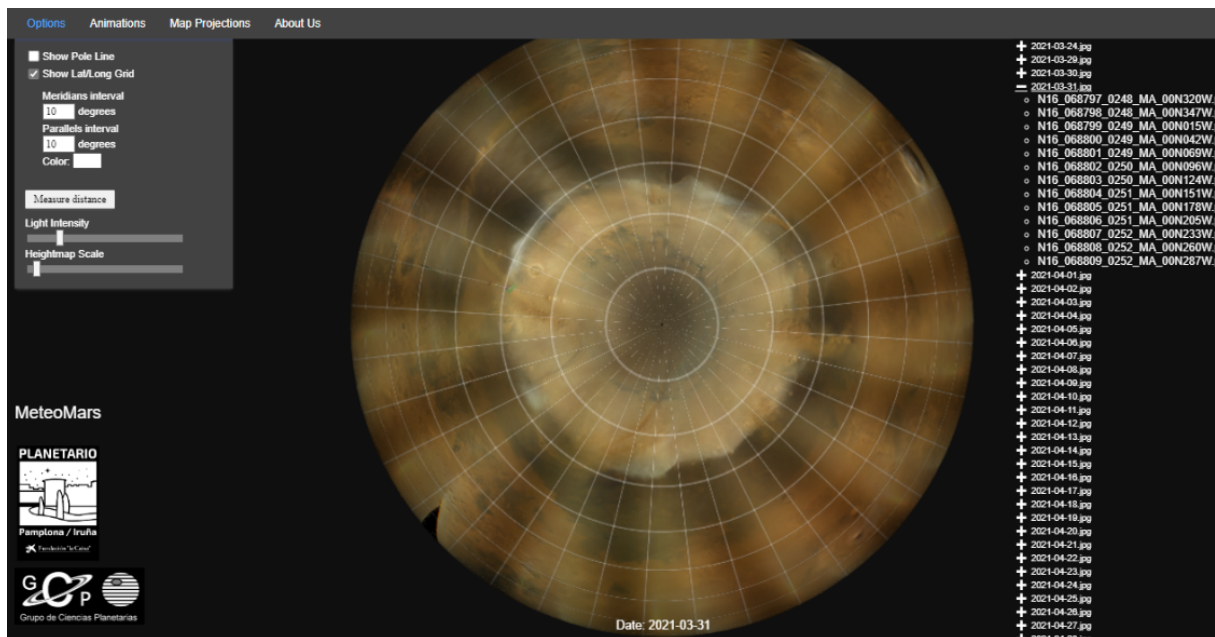 Options Animations Map Projections About Us
Show Pole Line
Show Lat/Long Grid
Meridians interval
10 degrees
Parallels interval
10 degrees
Color:
Measure distance
Light Intensity
Heightmap Scale
MeteoMars
PLANETARIO
Pamplona / Iruña
Fundación "la Caixa"
G C P
Grupo de Ciencias Planetarias
Date: 2021-03-31
2021-03-24.jpg
2021-03-29.jpg
2021-03-30.jpg
2021-03-31.jpg
N16_068797_0248_MA_00N320W.
N16_068798_0248_MA_00N347W.
N16_068799_0249_MA_00N015W.
N16_068800_0249_MA_00N042W.
N16_068801_0249_MA_00N069W.
N16_068802_0250_MA_00N096W.
N16_068803_0250_MA_00N124W.
N16_068804_0251_MA_00N151W.
N16_068805_0251_MA_00N178W.
N16_068806_0251_MA_00N205W.
N16_068807_0252_MA_00N233W.
N16_068808_0252_MA_00N260W.
N16_068809_0252_MA_00N287W.
2021-04-01.jpg
2021-04-02.jpg
2021-04-03.jpg
2021-04-04.jpg
2021-04-05.jpg
2021-04-06.jpg
2021-04-07.jpg
2021-04-08.jpg
2021-04-09.jpg
2021-04-10.jpg
2021-04-11.jpg
2021-04-12.jpg
2021-04-13.jpg
2021-04-14.jpg
2021-04-15.jpg
2021-04-16.jpg
2021-04-17.jpg
2021-04-18.jpg
2021-04-19.jpg
2021-04-20.jpg
2021-04-21.jpg
2021-04-22.jpg
2021-04-23.jpg
2021-04-24.jpg
2021-04-25.jpg
2021-04-26.jpg
2021-04-27.jpg